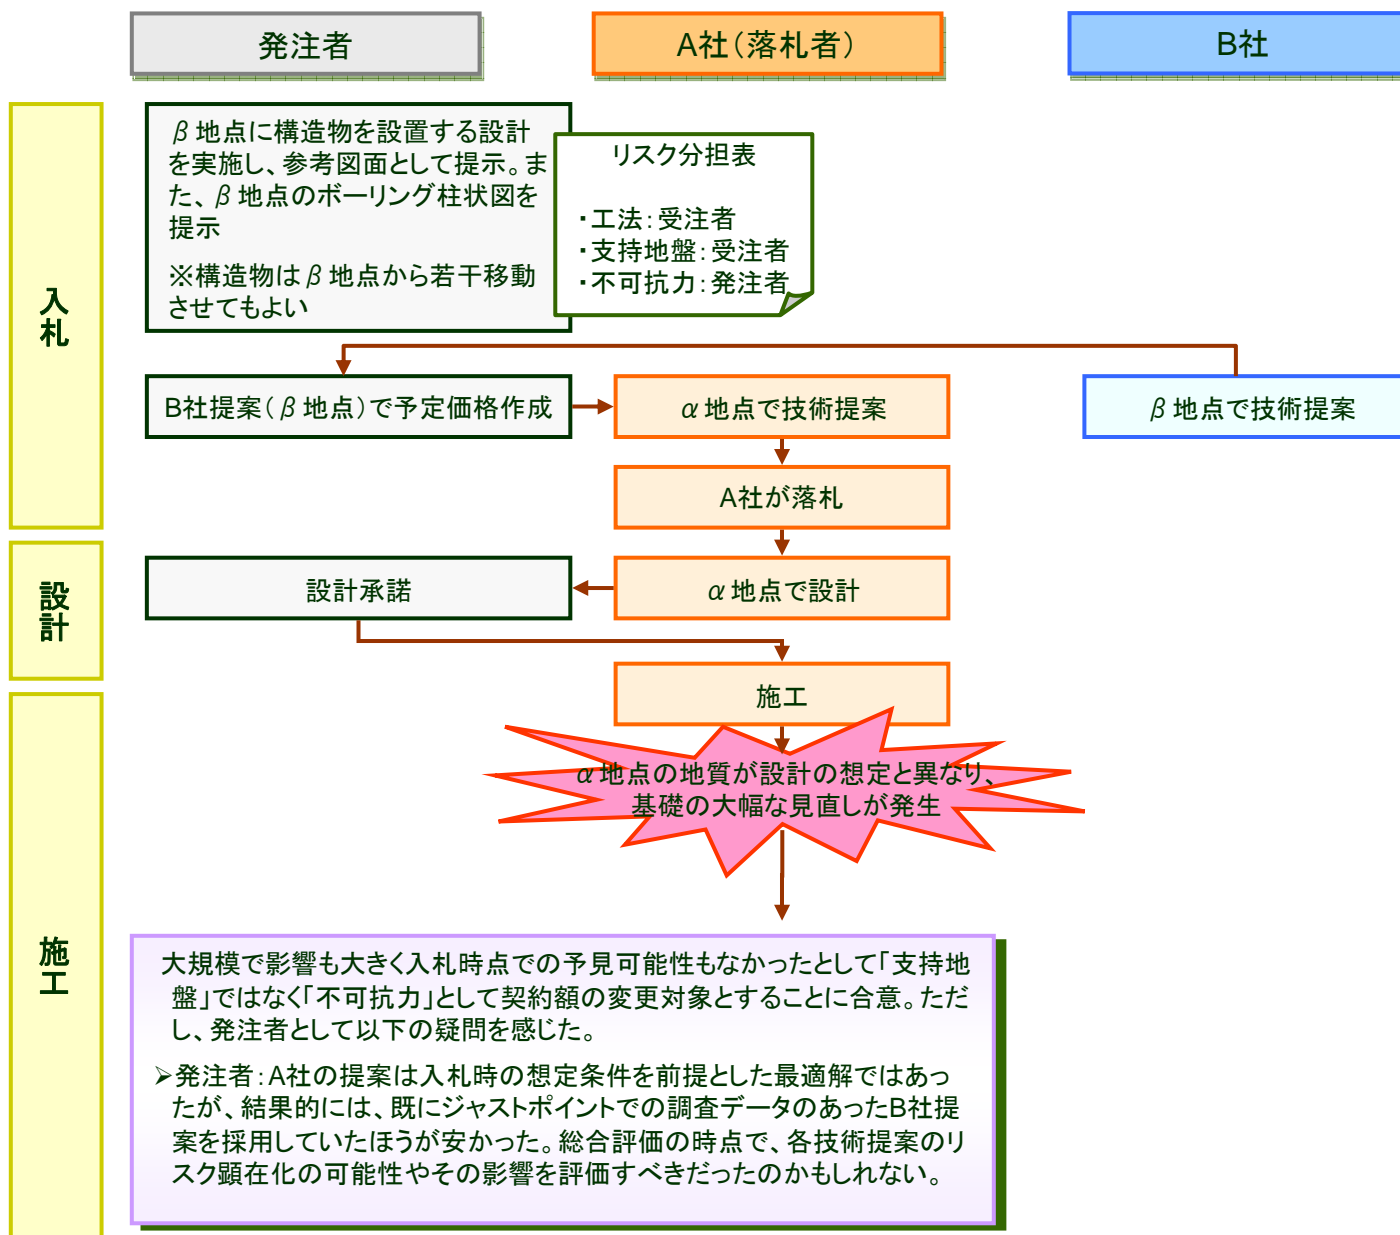 発注者
A社(落札者)
B社
入札
β地点に構造物を設置する設計
を実施し、参考図面として提示。ま
た、β地点のボーリング柱状図を
提示
※構造物はβ地点から若干移動
させてもよい
リスク分担表
・工法:受注者
・支持地盤:受注者
・不可抗力:発注者
B社提案(β地点)で予定価格作成
α地点で技術提案
β地点で技術提案
A社が落札
設計
設計承諾
α地点で設計
施工
施工
α地点の地質が設計の想定と異なり、
基礎の大幅な見直しが発生
大規模で影響も大きく入札時点での予見可能性もなかったとして「支持地
盤」ではなく「不可抗力」として契約額の変更対象とすることに合意。ただ
し、発注者として以下の疑問を感じた。
➢発注者:A社の提案は入札時の想定条件を前提とした最適解ではあっ
たが、結果的には、既にジャストポイントでの調査データのあったB社提
案を採用していたほうが安かった。総合評価の時点で、各技術提案のリ
スク顕在化の可能性やその影響を評価すべきだったのかもしれない。